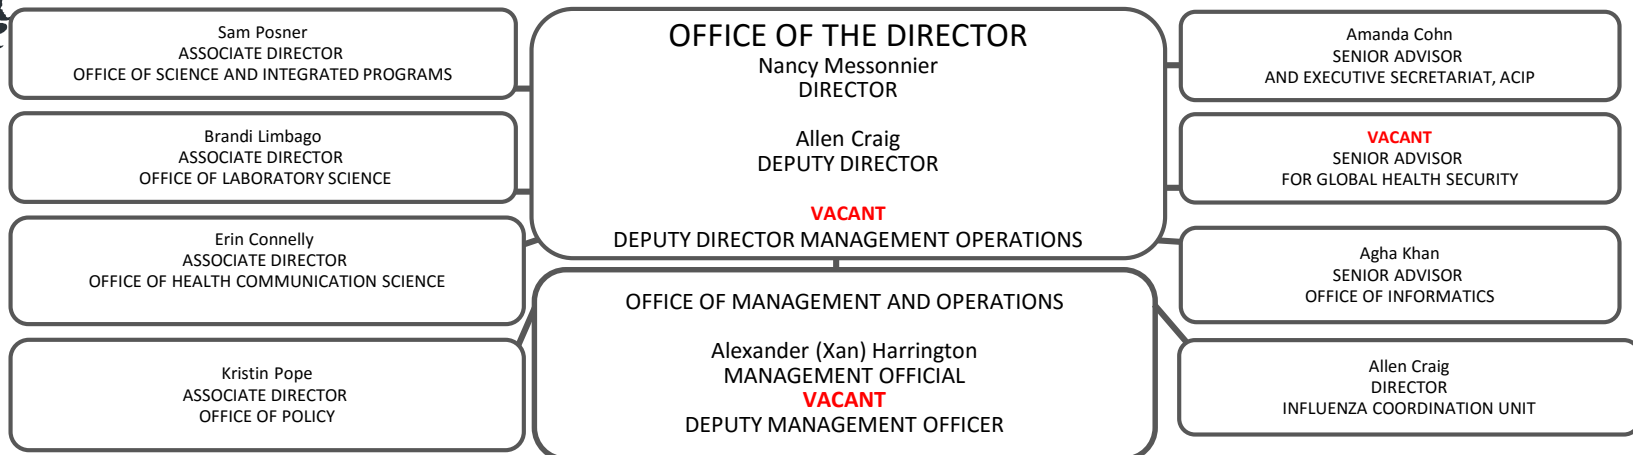 Sam Posner
ASSOCIATE DIRECTOR
OFFICE OF SCIENCE AND INTEGRATED PROGRAMS
Brandi Limbago
ASSOCIATE DIRECTOR
OFFICE OF LABORATORY SCIENCE
Erin Connelly
ASSOCIATE DIRECTOR
OFFICE OF HEALTH COMMUNICATION SCIENCE
Kristin Pope
ASSOCIATE DIRECTOR
OFFICE OF POLICY
OFFICE OF THE DIRECTOR
Nancy Messonnier
DIRECTOR
Allen Craig
DEPUTY DIRECTOR
VACANT
DEPUTY DIRECTOR MANAGEMENT OPERATIONS
OFFICE OF MANAGEMENT AND OPERATIONS
Alexander (Xan) Harrington
MANAGEMENT OFFICIAL
VACANT
DEPUTY MANAGEMENT OFFICER
Amanda Cohn
SENIOR ADVISOR
AND EXECUTIVE SECRETARIAT, ACIP
VACANT
SENIOR ADVISOR
FOR GLOBAL HEALTH SECURITY
Agha Khan
SENIOR ADVISOR
OFFICE OF INFORMATICS
Allen Craig
DIRECTOR
INFLUENZA COORDINATION UNIT